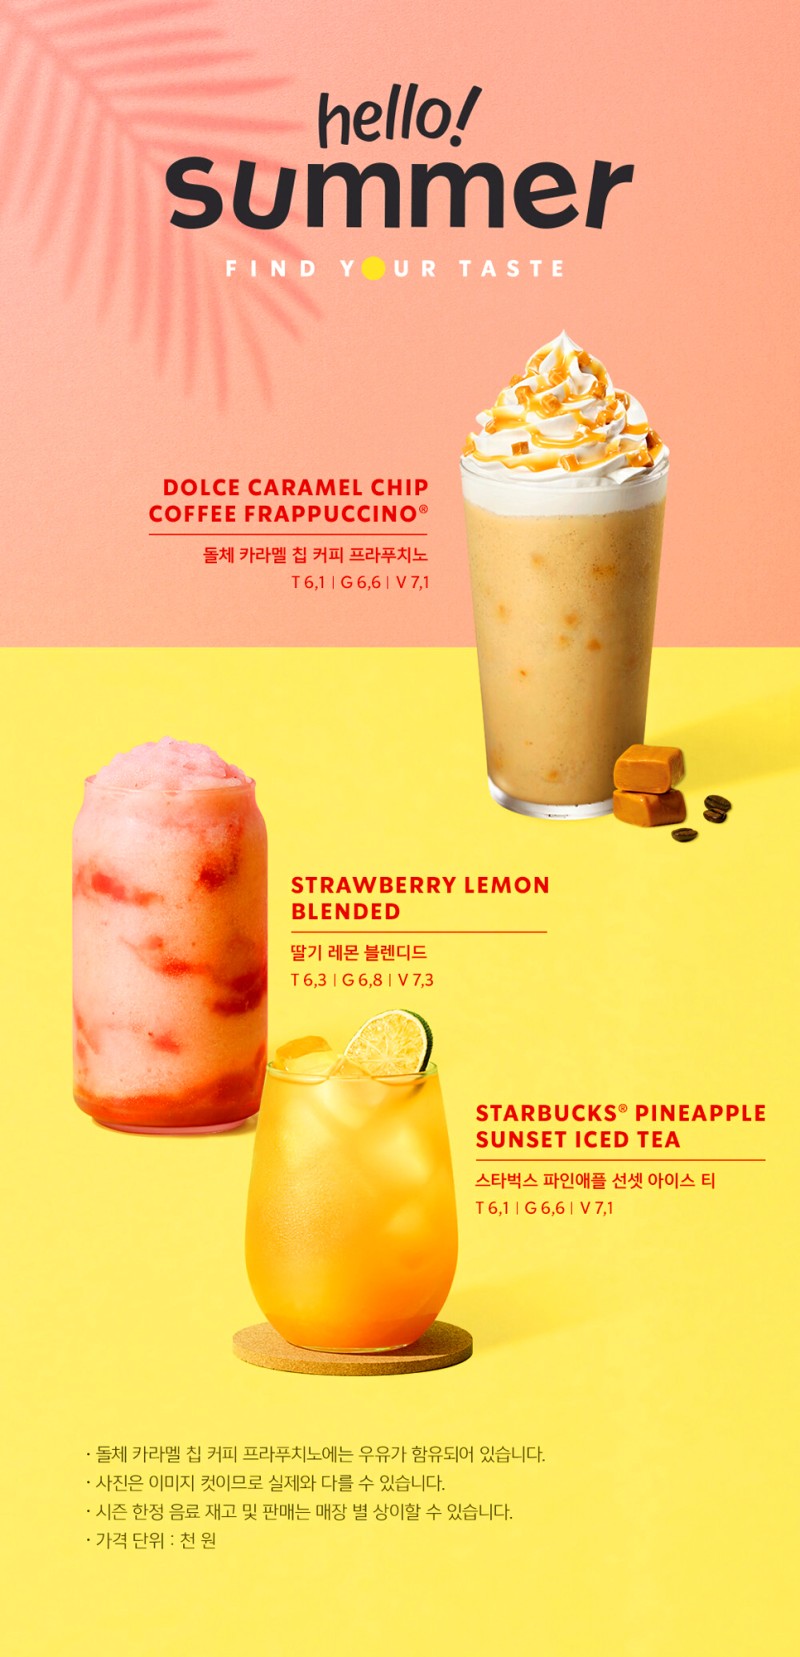 hello!
summer
FIND YOUR TASTE
DOLCE CARAMEL CHIP
COFFEE FRAPPUCCINO®
돌체 카라멜 칩 커피 프라푸치노
T 6,1 | G 6,6 | V 7,1
STRAWBERRY LEMON
BLENDED
딸기 레몬 블렌디드
T 6,3 | G 6,8 | V 7,3
STARBUCKS® PINEAPPLE
SUNSET ICED TEA
스타벅스 파인애플 선셋 아이스 티
T 6,1 | G 6,6 | V 7,1
· 돌체 카라멜 칩 커피 프라푸치노에는 우유가 함유되어 있습니다.
· 사진은 이미지 컷이므로 실제와 다를 수 있습니다.
· 시즌 한정 음료 재고 및 판매는 매장 별 상이할 수 있습니다.
· 가격 단위 : 천 원